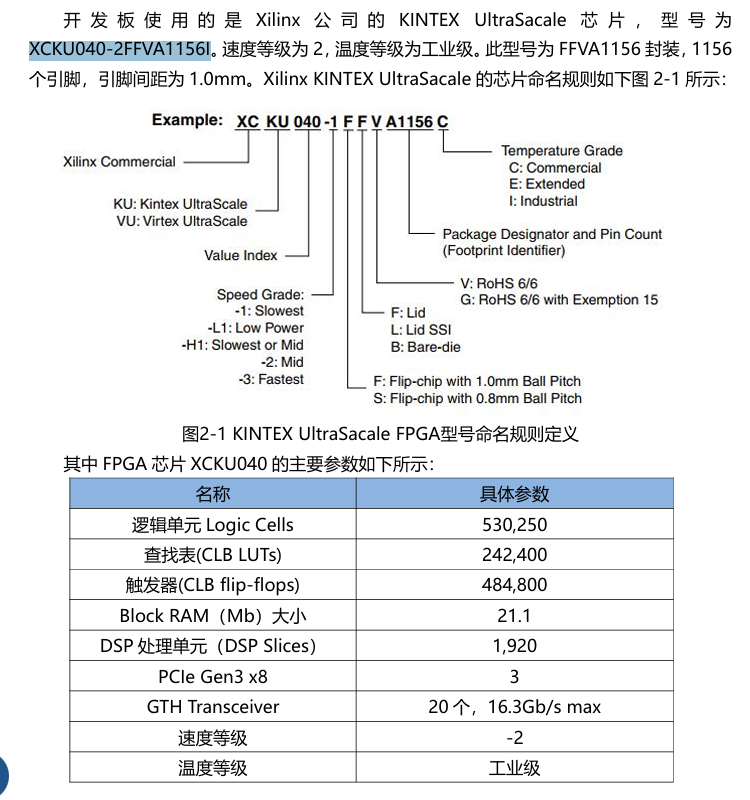 开发板使用的是 Xilinx 公司的 KINTEX UltraSacale 芯片，型号为
XCKU040-2FFVA1156I。速度等级为 2，温度等级为工业级。此型号为 FFVA1156 封装，1156
个引脚，引脚间距为 1.0mm。Xilinx KINTEX UltraSacale 的芯片命名规则如下图 2-1 所示：
Example: XC KU 040 -1 F F V A1156 C
Xilinx Commercial
KU: Kintex UltraScale
VU: Virtex UltraScale
Value Index
Speed Grade:
-1: Slowest
-L1: Low Power
-H1: Slowest or Mid
-2: Mid
-3: Fastest
Temperature Grade
C: Commercial
E: Extended
I: Industrial
Package Designator and Pin Count
(Footprint Identifier)
V: RoHS 6/6
G: RoHS 6/6 with Exemption 15
F: Lid
L: Lid SSI
B: Bare-die
F: Flip-chip with 1.0mm Ball Pitch
S: Flip-chip with 0.8mm Ball Pitch
图2-1 KINTEX UltraSacale FPGA型号命名规则定义
其中 FPGA 芯片 XCKU040 的主要参数如下所示：
名称 具体参数
逻辑单元 Logic Cells 530,250
查找表(CLB LUTs) 242,400
触发器(CLB flip-flops) 484,800
Block RAM（Mb）大小 21.1
DSP 处理单元（DSP Slices） 1,920
PCIe Gen3 x8 3
GTH Transceiver 20 个，16.3Gb/s max
速度等级 -2
温度等级 工业级